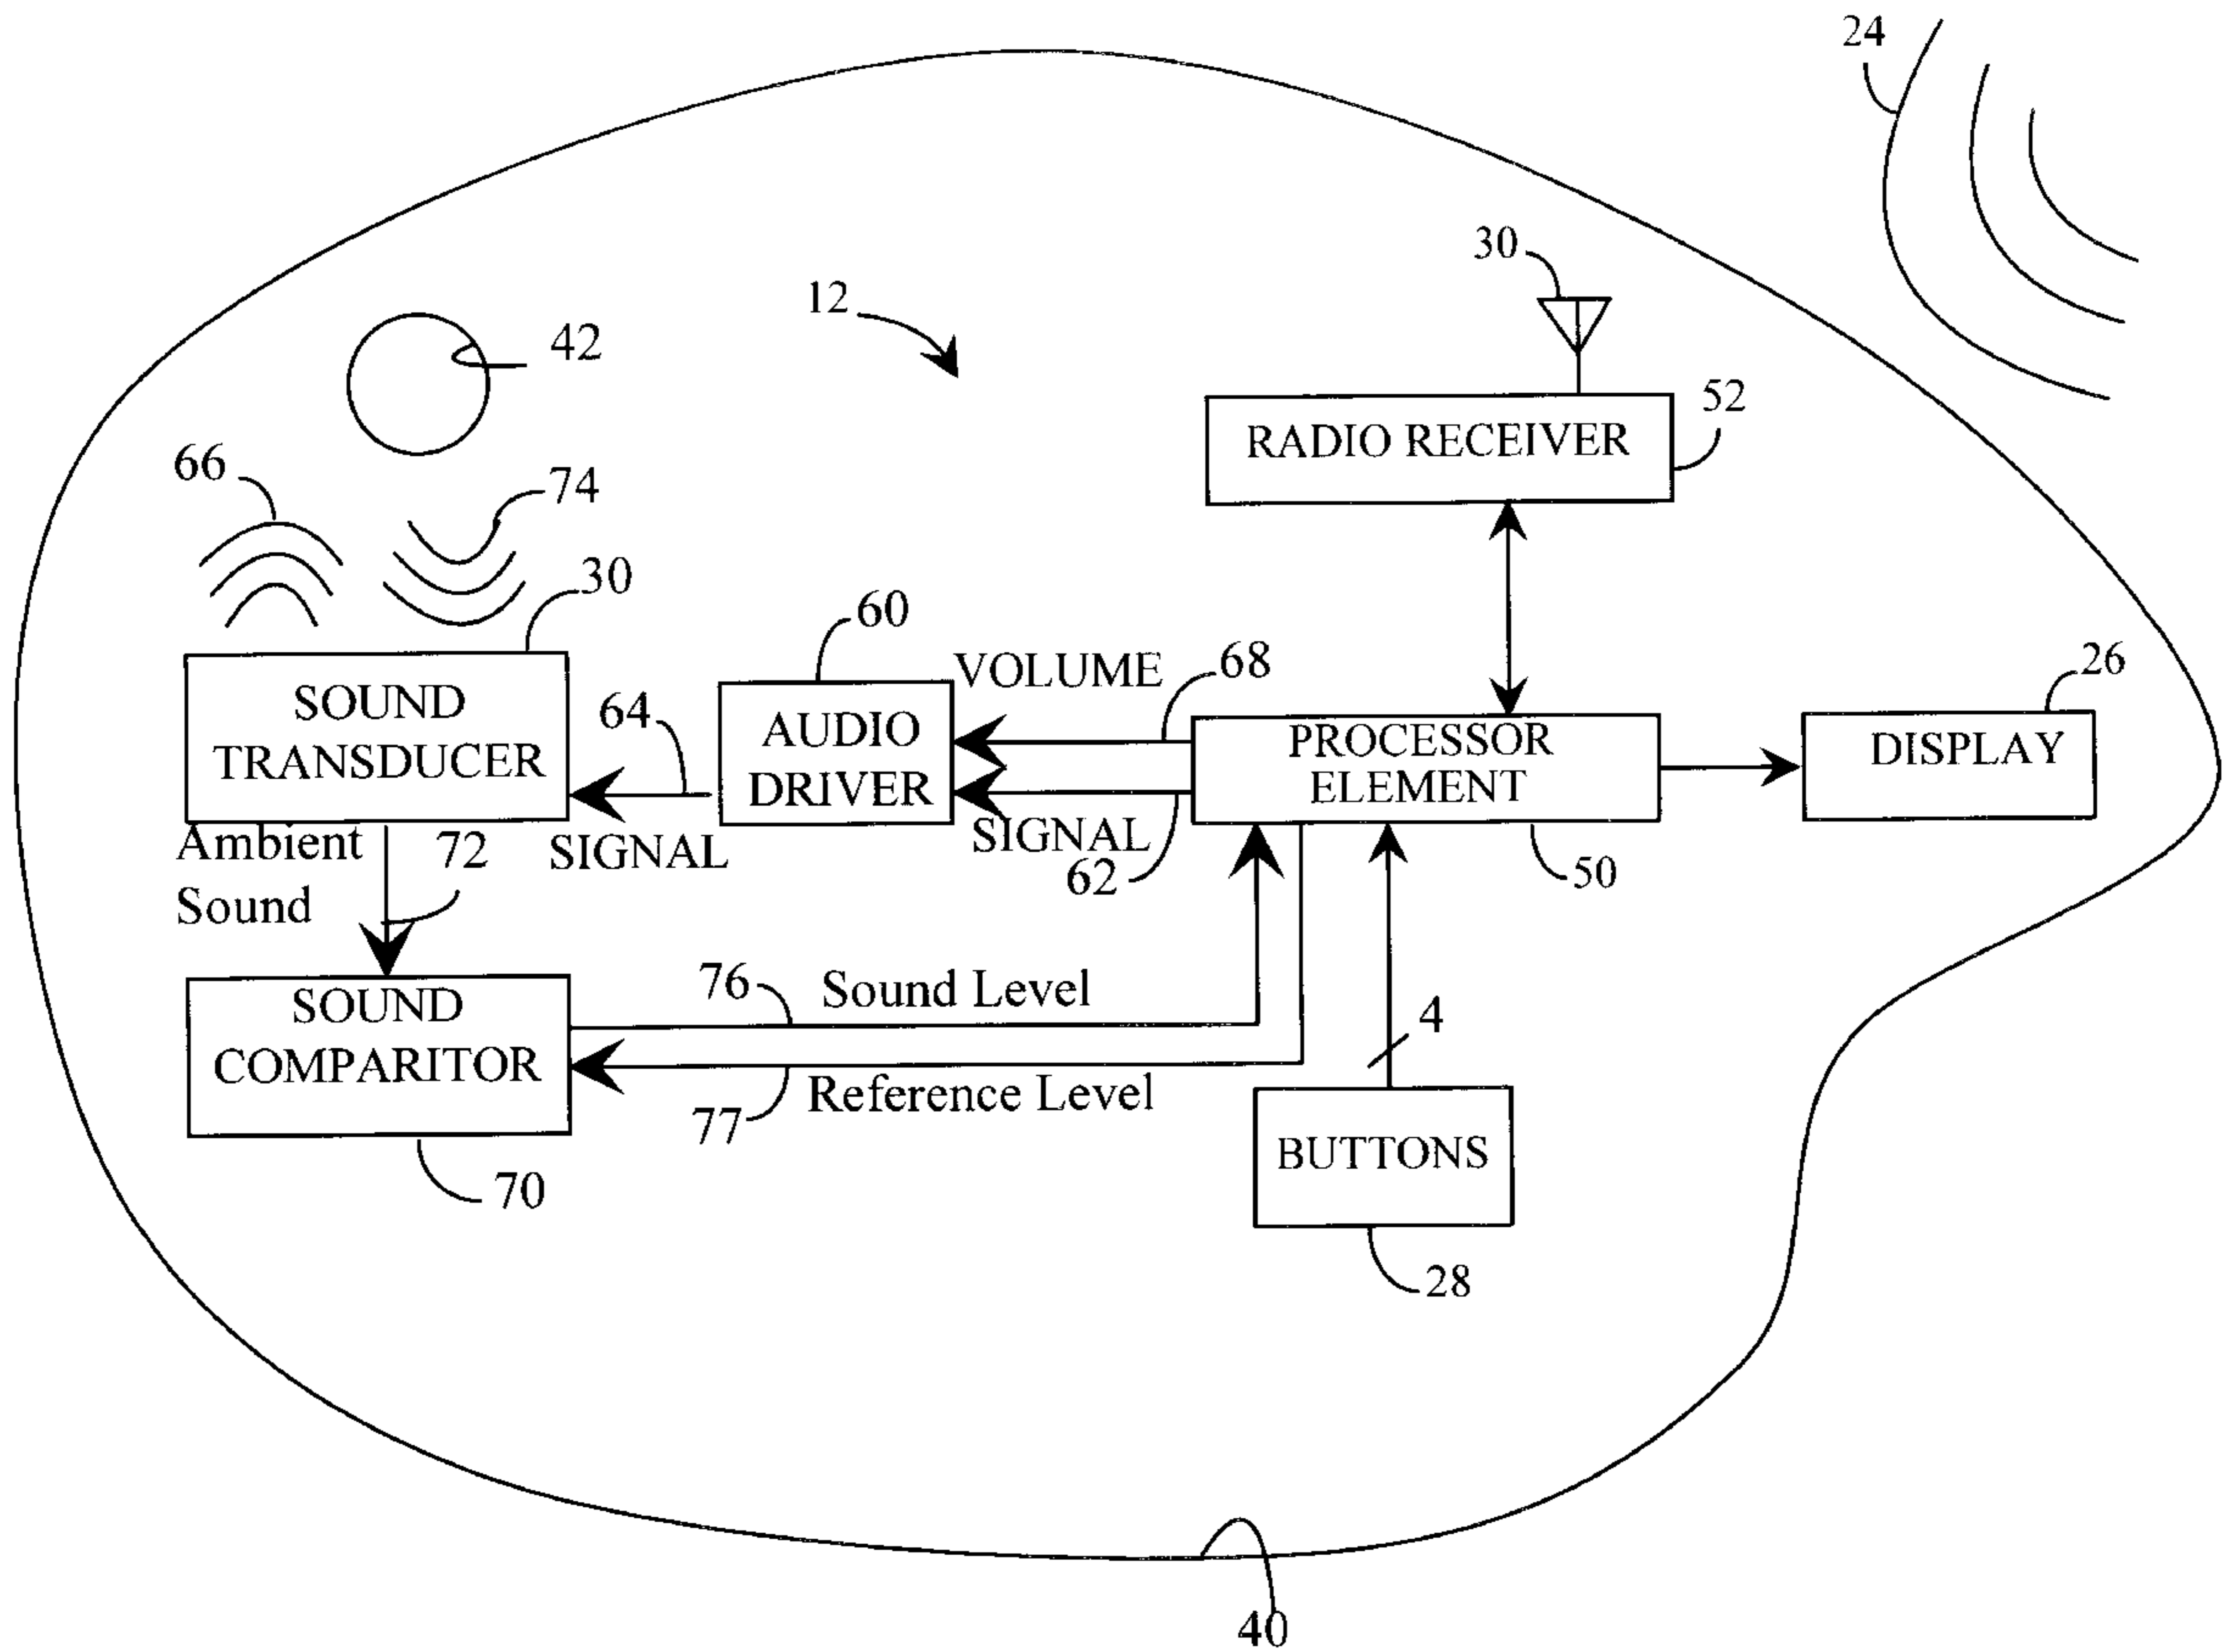 24
30
12
42
52
RADIO RECEIVER
66
74
30
60
VOLUME
68
26
SOUND
TRANSDUCER
64
AUDIO
DRIVER
PROCESSOR
ELEMENT
DISPLAY
Ambient
Sound
72
SIGNAL
SIGNAL
62
50
76
Sound Level
SOUND
COMPARITOR
4
77
Reference Level
BUTTONS
70
28
40